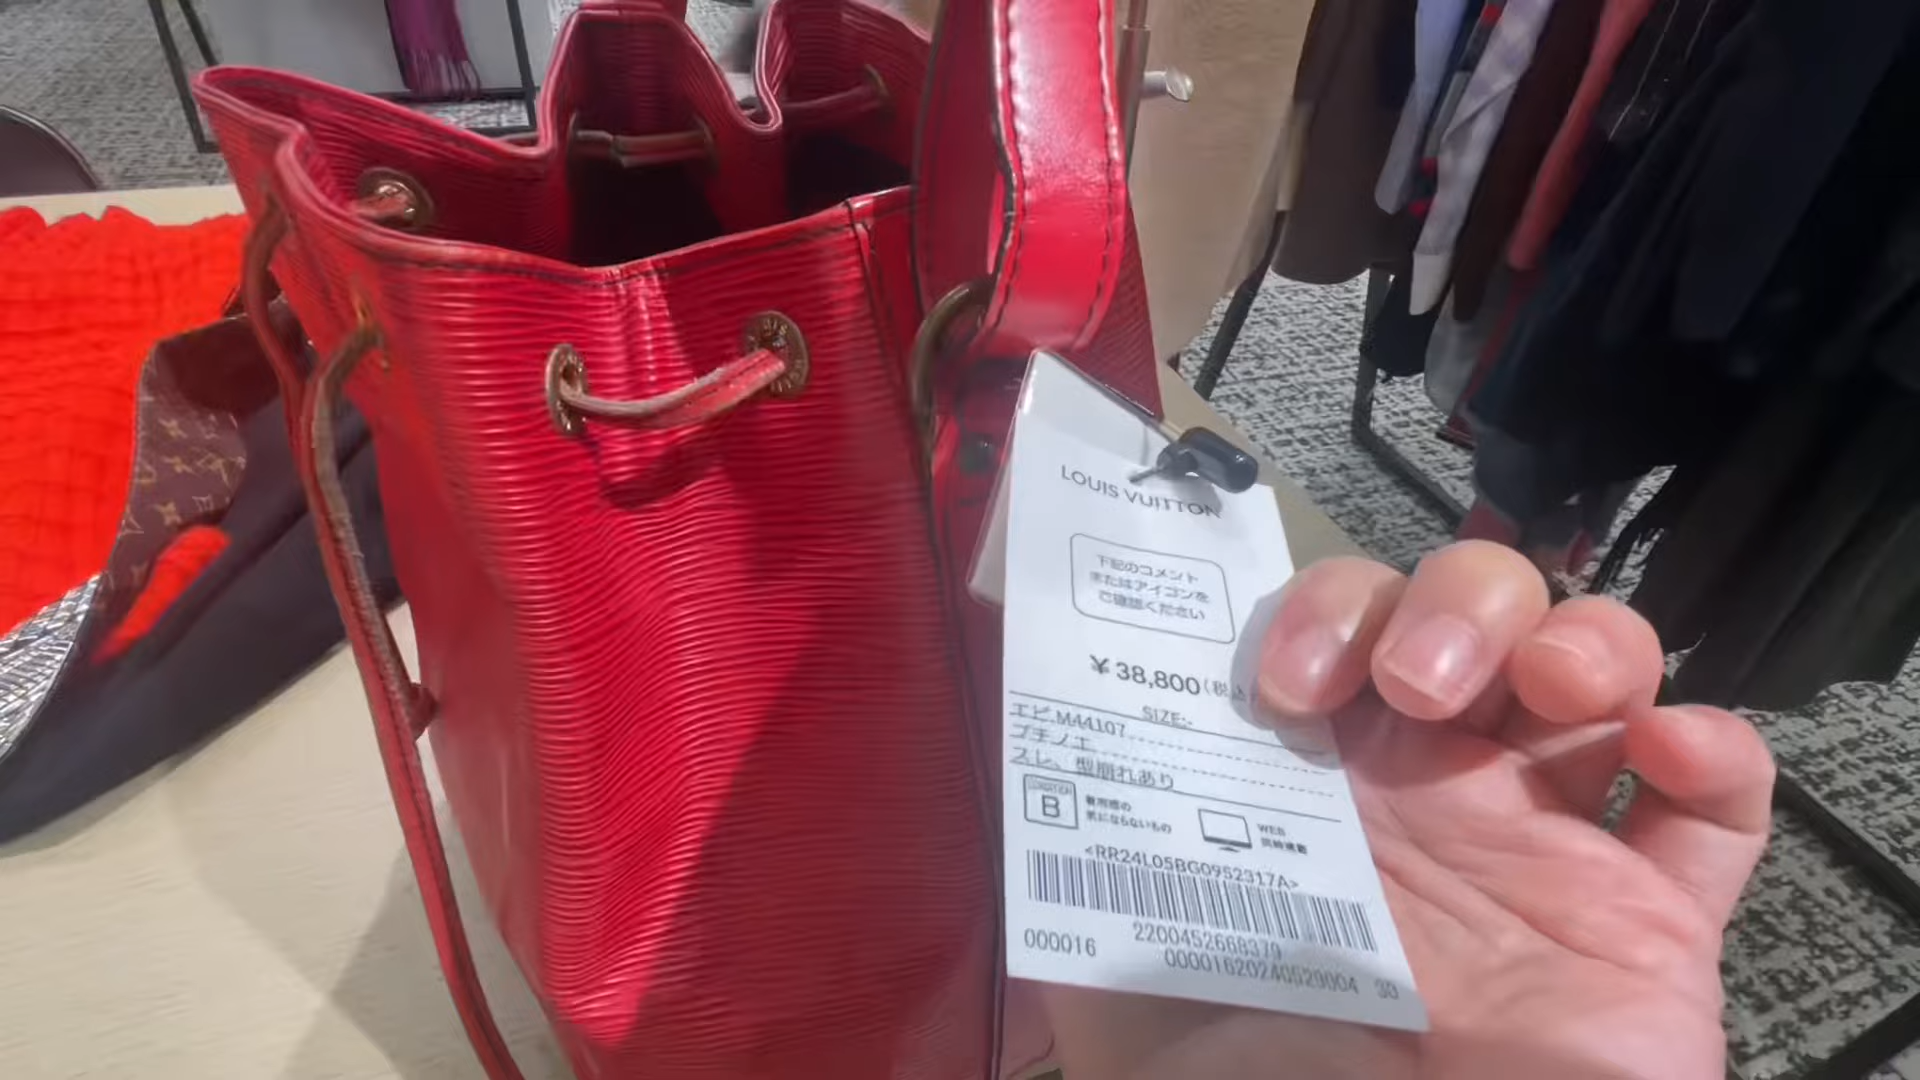 LOUIS VUITTON
下記のコメント
またはアイコンを
ご確認ください
¥38,800(税込
SIZE:-
エピ.M44107
プチノエ
スレ、型崩れあり
CONDITION
B
着用感の
気にならないもの
WEB
同時掲載
<RR24L05BG0952317A>
2200452668379
000016
00001620240529004 30